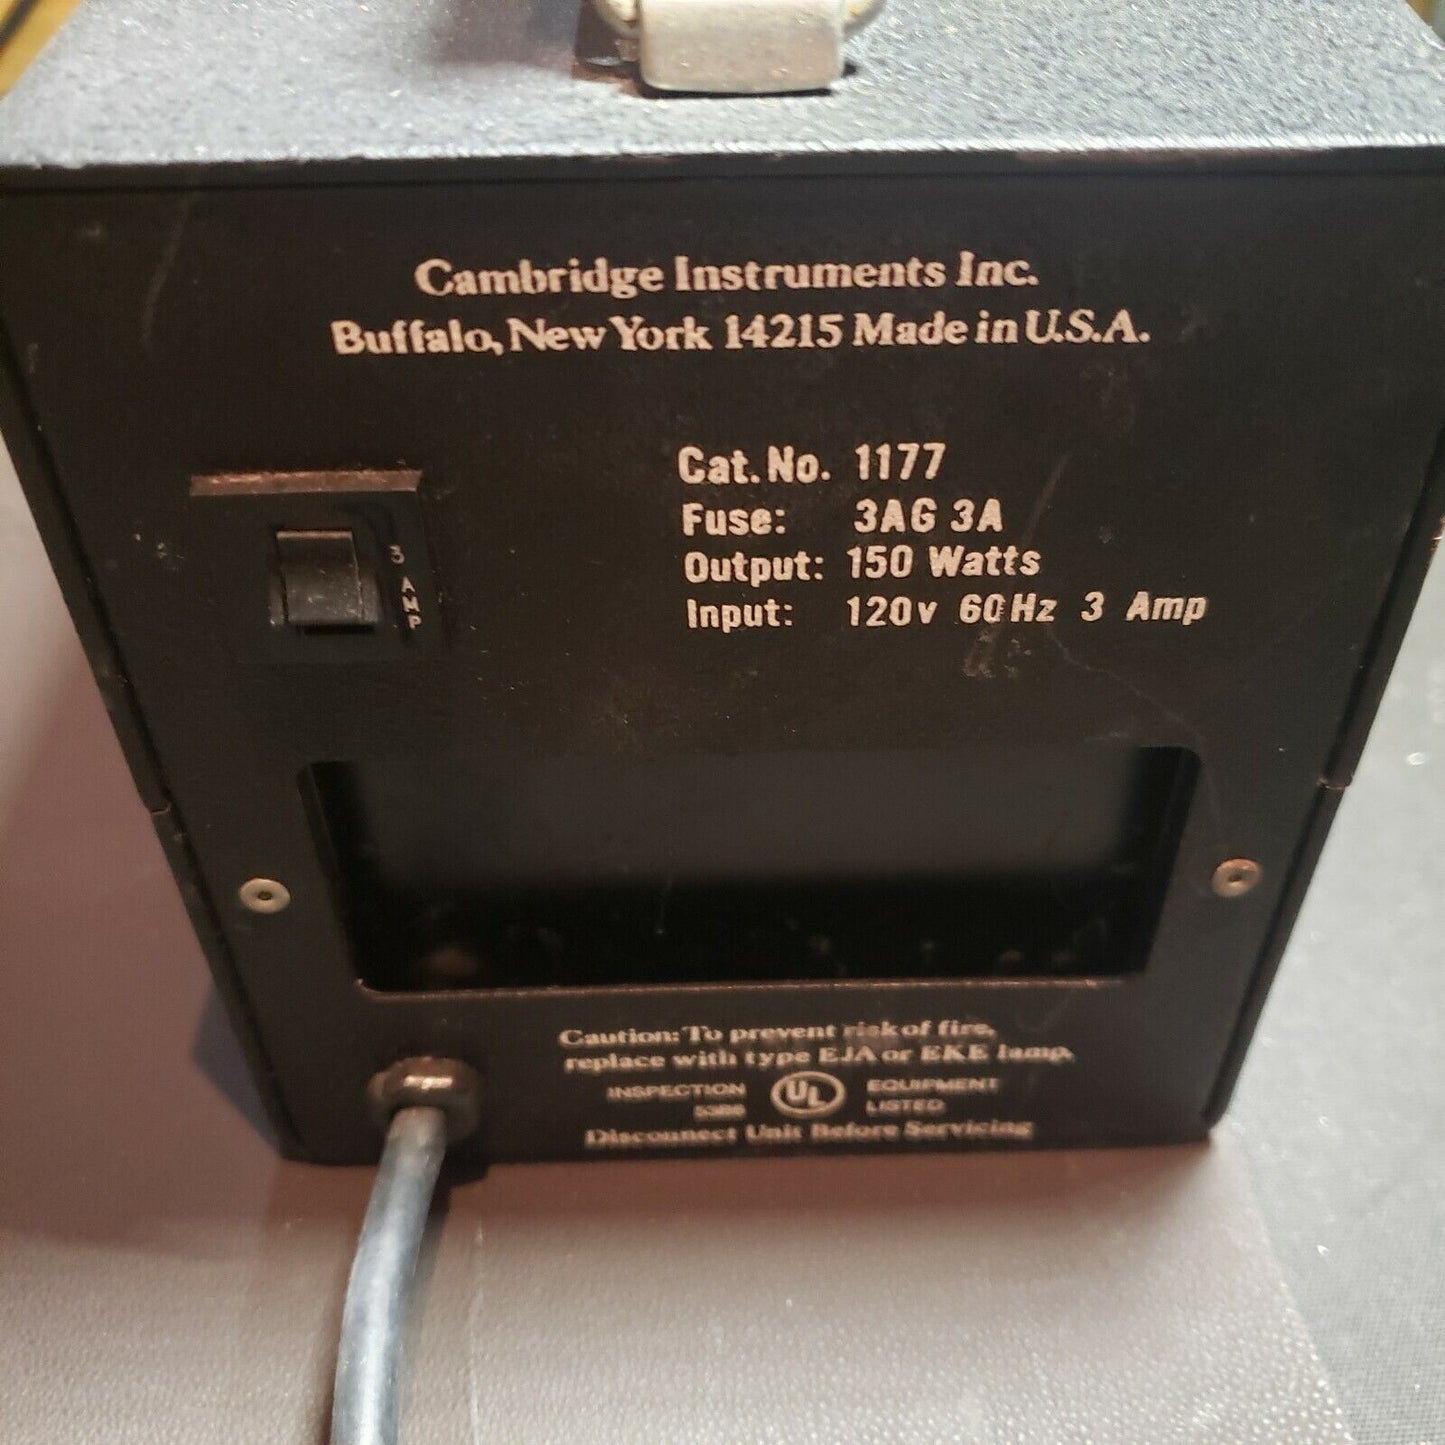 Cambridge Instruments Inc.
Buffalo, New York 14215 Made in U.S.A.
Cat. No. 1177
Fuse: 3AG 3A
Output: 150 Watts
Input: 120v 60Hz 3 Amp
3 AMP
Caution: To prevent risk of fire,
replace with type EJA or EKE lamp.
INSPECTION UL EQUIPMENT
LISTED
Disconnect Unit Before Servicing